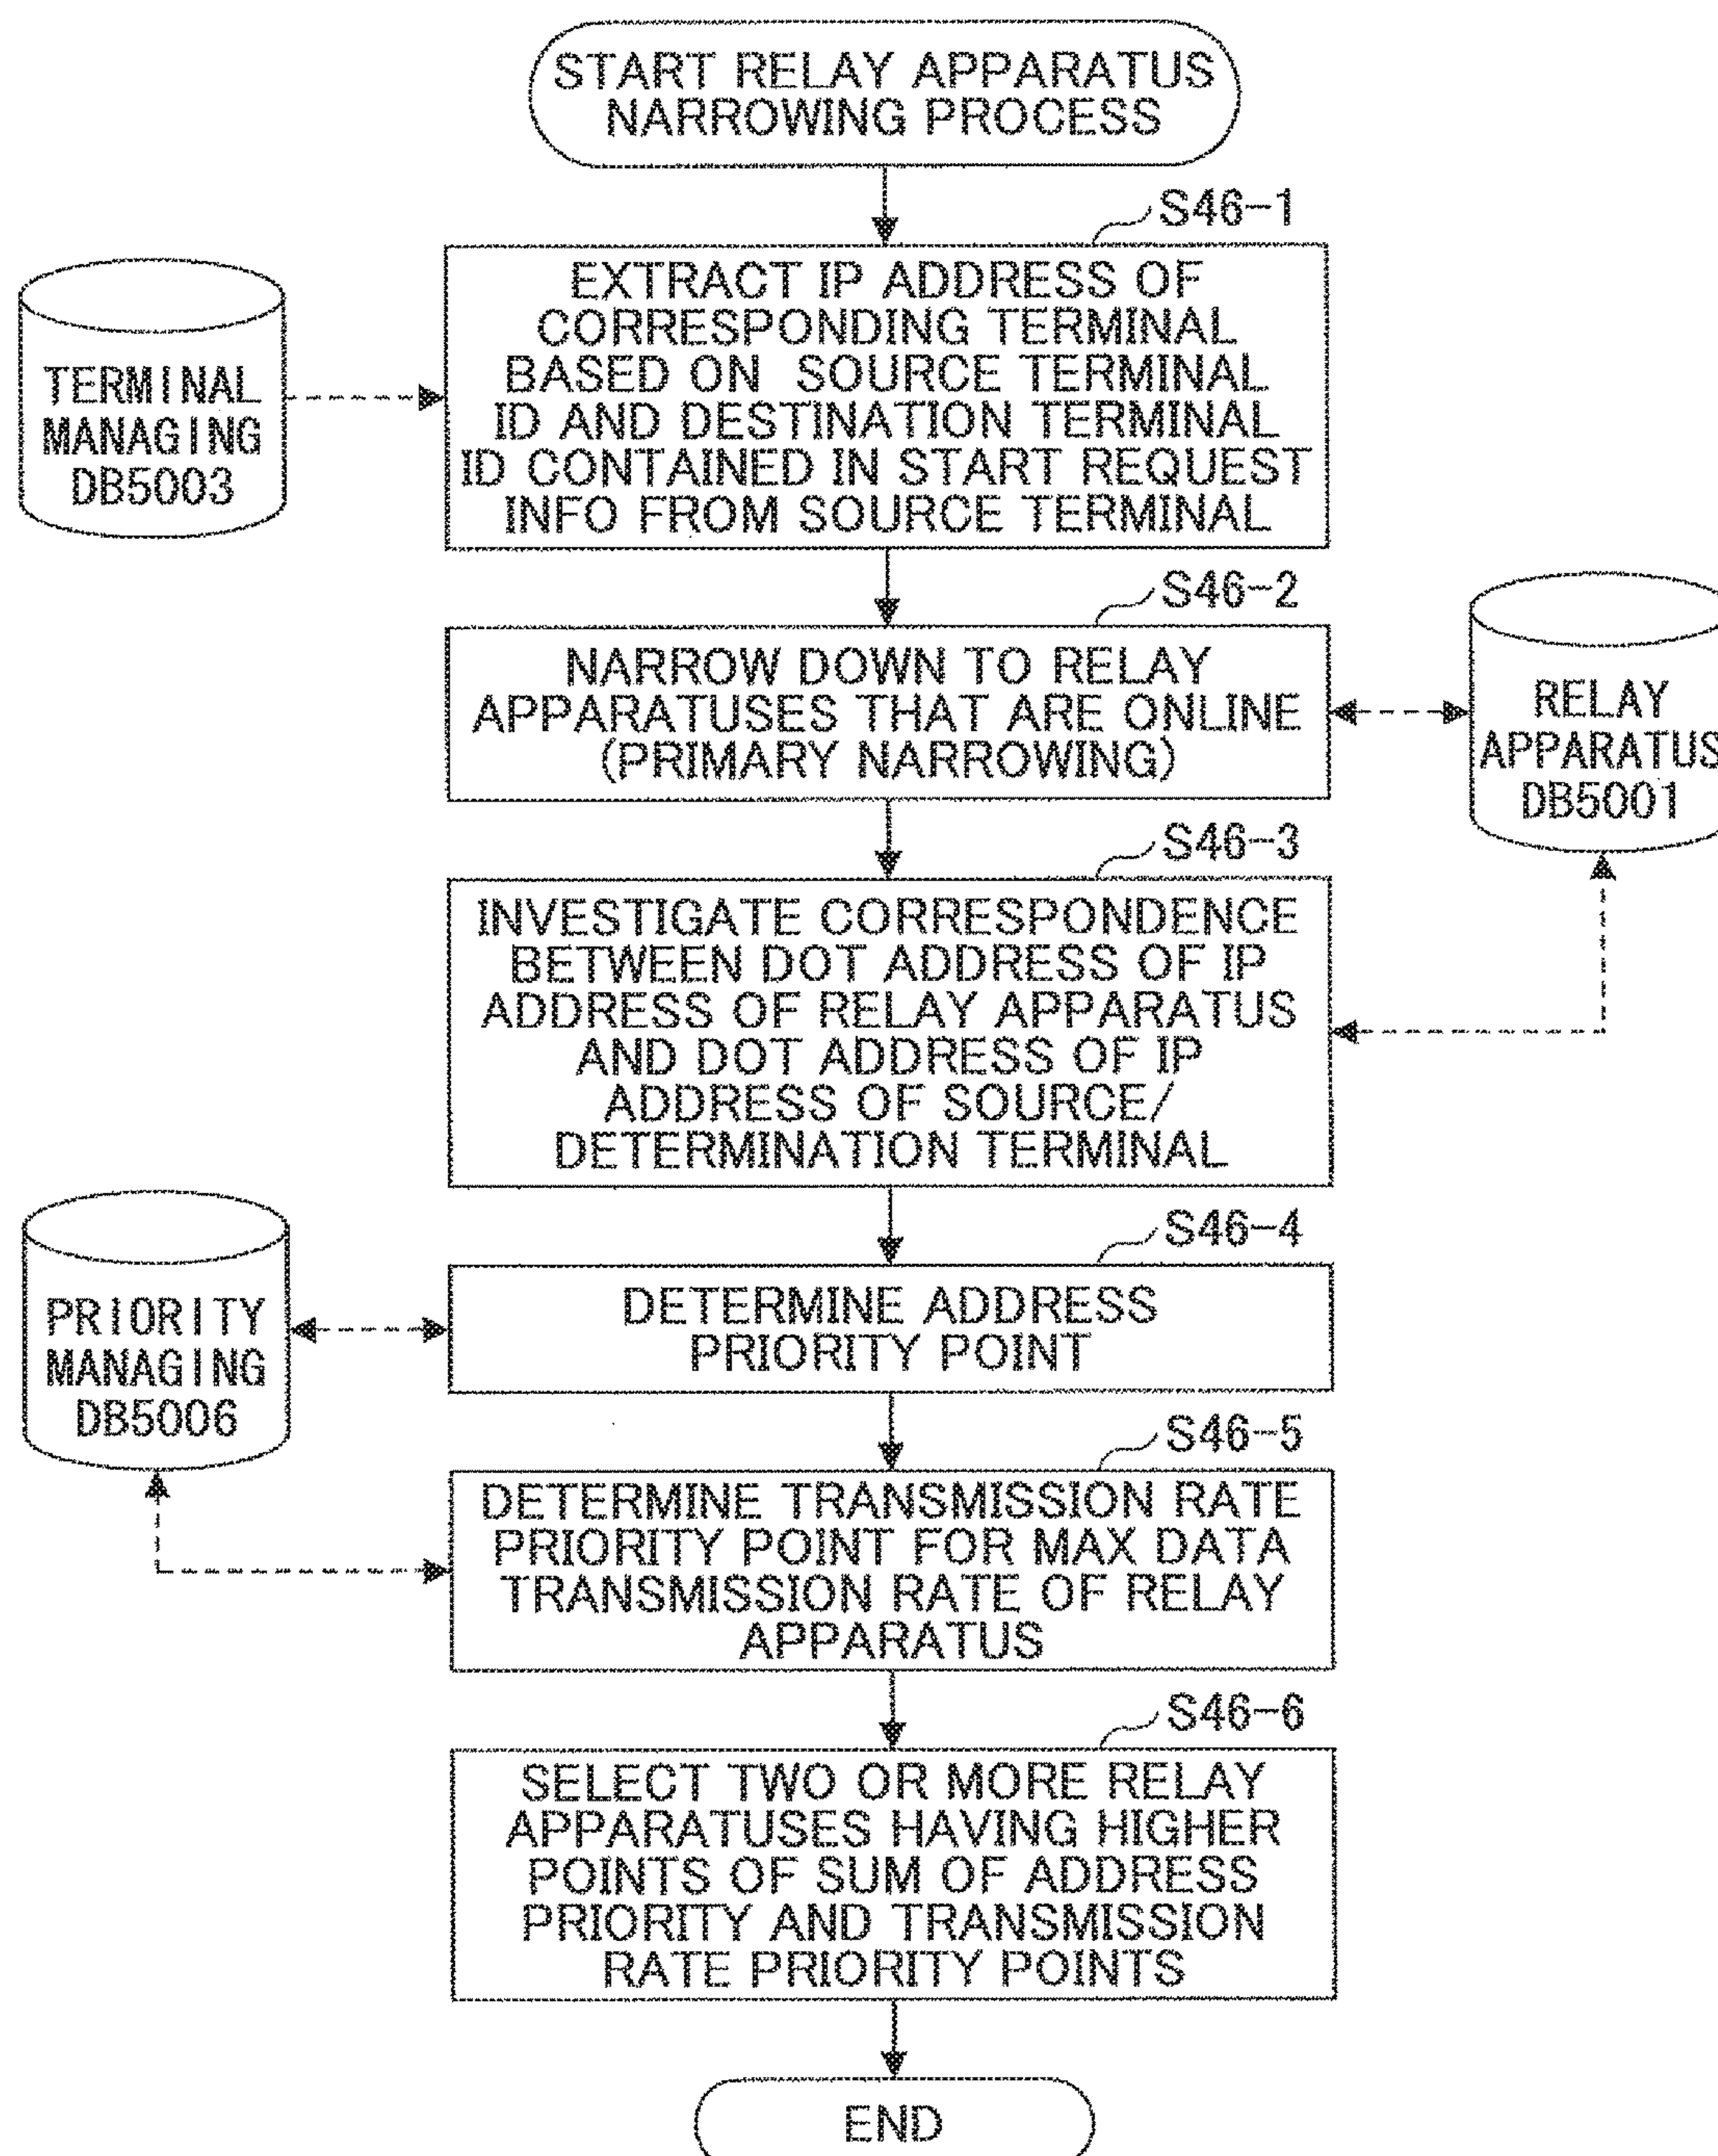 START RELAY APPARATUS
NARROWING PROCESS
S46-1
EXTRACT IP ADDRESS OF
CORRESPONDING TERMINAL
BASED ON SOURCE TERMINAL
ID AND DESTINATION TERMINAL
ID CONTAINED IN START REQUEST
INFO FROM SOURCE TERMINAL
TERMINAL
MANAGING
DB5003
S46-2
NARROW DOWN TO RELAY
APPARATUSES THAT ARE ONLINE
(PRIMARY NARROWING)
RELAY
APPARATUS
DB5001
S46-3
INVESTIGATE CORRESPONDENCE
BETWEEN DOT ADDRESS OF IP
ADDRESS OF RELAY APPARATUS
AND DOT ADDRESS OF IP
ADDRESS OF SOURCE/
DETERMINATION TERMINAL
S46-4
DETERMINE ADDRESS
PRIORITY POINT
PRIORITY
MANAGING
DB5006
S46-5
DETERMINE TRANSMISSION RATE
PRIORITY POINT FOR MAX DATA
TRANSMISSION RATE OF RELAY
APPARATUS
S46-6
SELECT TWO OR MORE RELAY
APPARATUSES HAVING HIGHER
POINTS OF SUM OF ADDRESS
PRIORITY AND TRANSMISSION
RATE PRIORITY POINTS
END